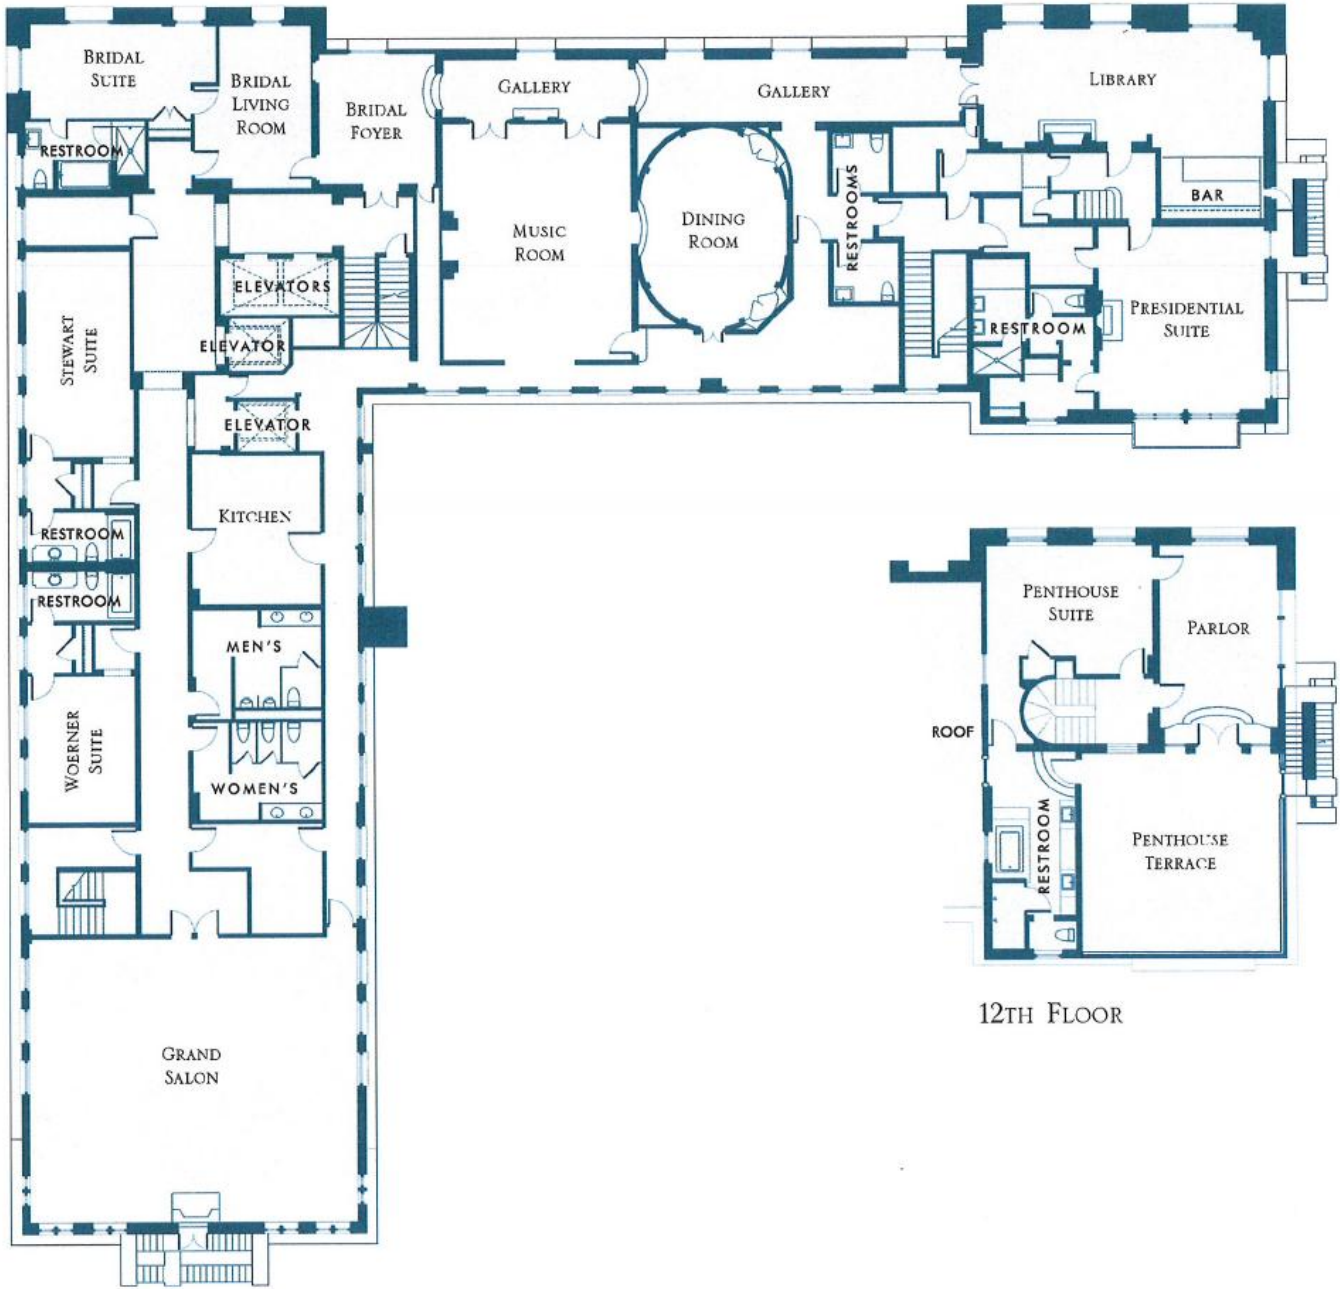 BRIDAL
SUITE
BRIDAL
LIVING
ROOM
BRIDAL
FOYER
GALLERY
GALLERY
LIBRARY
RESTROOM
BAR
MUSIC
ROOM
DINING
ROOM
RESTROOMS
ELEVATORS
STEWART
SUITE
ELEVATOR
RESTROOM
PRESIDENTIAL
SUITE
ELEVATOR
KITCHEN
RESTROOM
RESTROOM
MEN'S
WOERNER
SUITE
WOMEN'S
GRAND
SALON
PENTHOUSE
SUITE
PARLOR
ROOF
RESTROOM
PENTHOUSE
TERRACE
12TH FLOOR